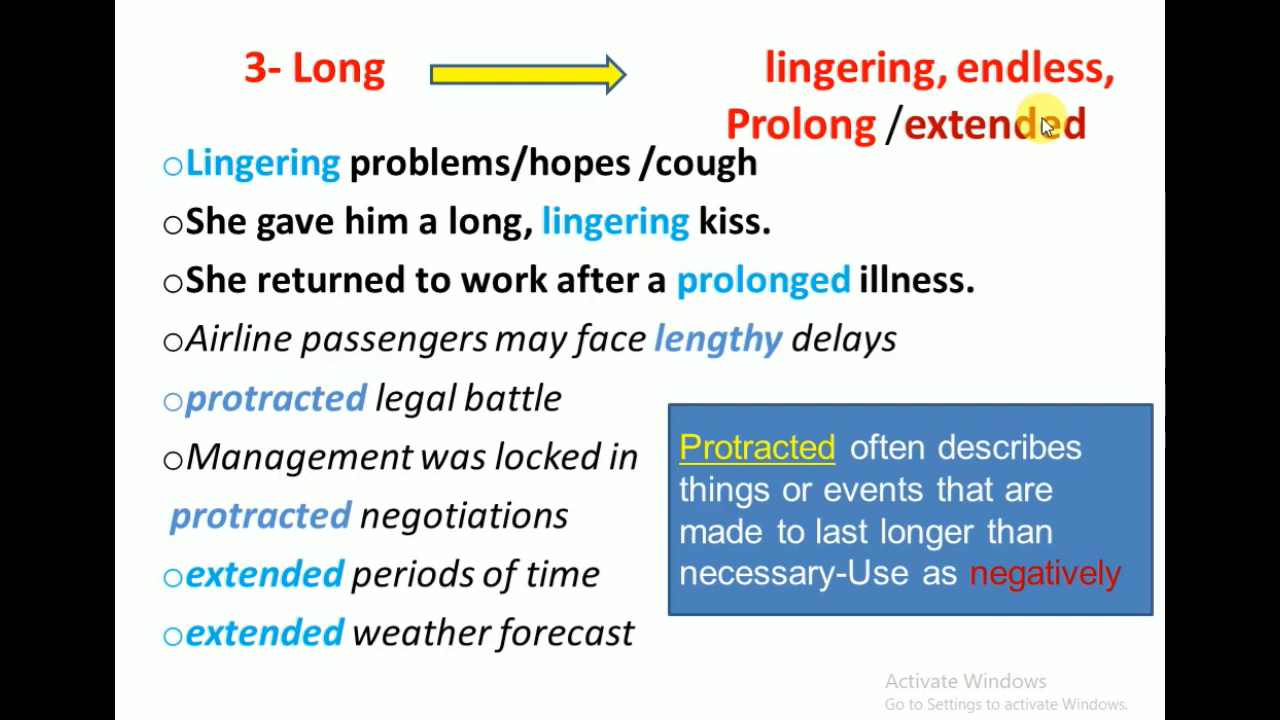 3- Long
lingering, endless,
Prolong /extended
oLingering problems/hopes /cough
oShe gave him a long, lingering kiss.
oShe returned to work after a prolonged illness.
oAirline passengers may face lengthy delays
oprotracted legal battle
oManagement was locked in
protracted negotiations
oextended periods of time
oextended weather forecast
Protracted often describes
things or events that are
made to last longer than
necessary-Use as negatively
Activate Windows
Go to Settings to activate Windows.